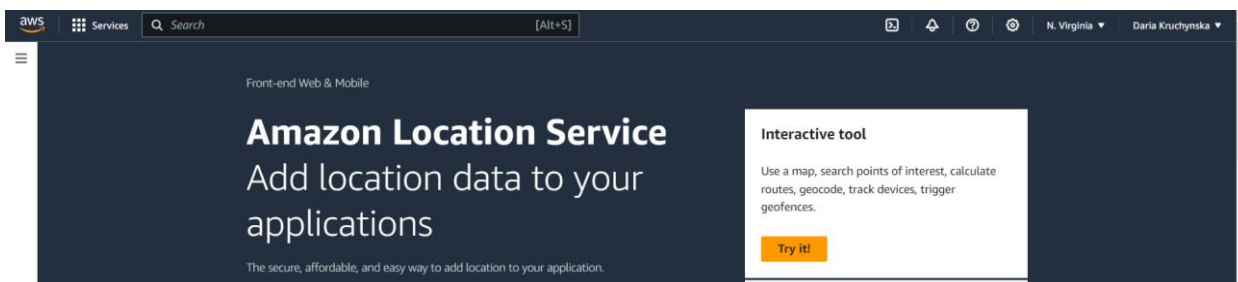 aws Services Search [Alt+S] N. Virginia Daria Kruchynska
Front-end Web & Mobile
Amazon Location Service
Add location data to your
applications
The secure, affordable, and easy way to add location to your application.
Interactive tool
Use a map, search points of interest, calculate
routes, geocode, track devices, trigger
geofences.
Try it!